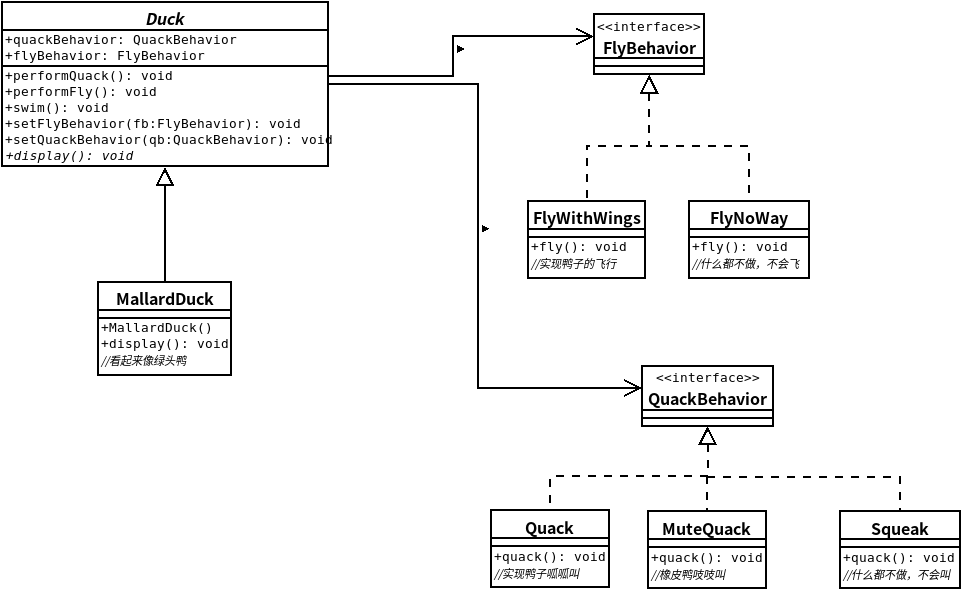 Duck
+quackBehavior: QuackBehavior
+flyBehavior: FlyBehavior
+performQuack(): void
+performFly(): void
+swim(): void
+setFlyBehavior(fb:FlyBehavior): void
+setQuackBehavior(qb:QuackBehavior): void
+display(): void
<<interface>>
FlyBehavior
FlyWithWings
+fly(): void
//实现鸭子的飞行
FlyNoWay
+fly(): void
//什么都不做，不会飞
MallardDuck
+MallardDuck()
+display(): void
//看起来像绿头鸭
<<interface>>
QuackBehavior
Quack
+quack(): void
//实现鸭子呱呱叫
MuteQuack
+quack(): void
//橡皮鸭吱吱叫
Squeak
+quack(): void
//什么都不做，不会叫